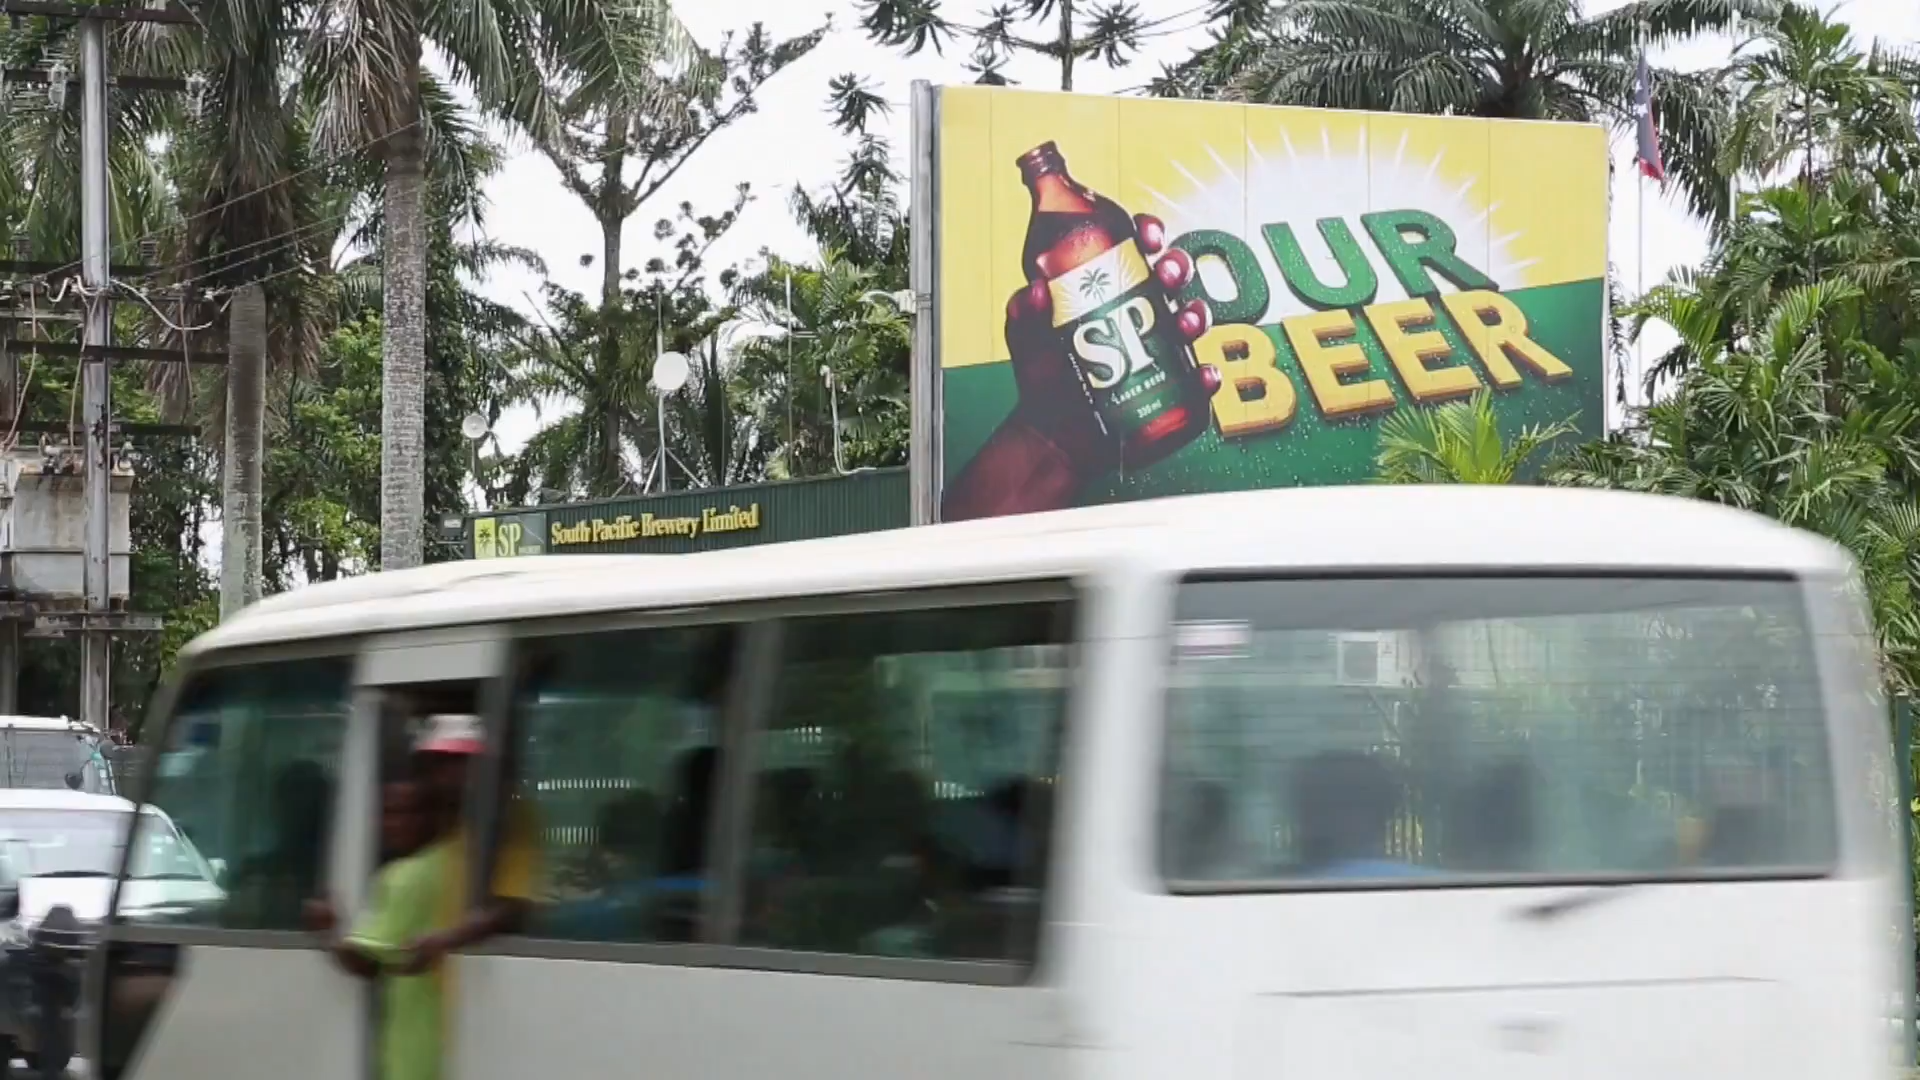 OUR
BEER
SP
LAGER BEER
SP
South Pacific Brewery Limited